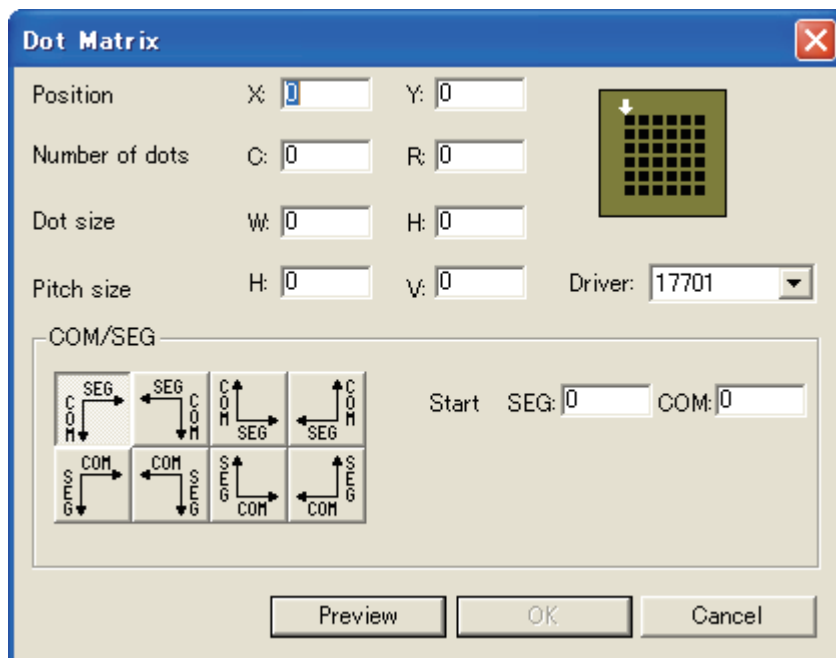 Dot Matrix
Position X: 0 Y: 0
Number of dots C: 0 R: 0
Dot size W: 0 H: 0
Pitch size H: 0 V: 0 Driver: 17701
COM/SEG
SEG COM SEG COM COM SEG COM SEG
Start SEG: 0 COM: 0
COM SEG COM SEG SEG COM SEG COM
Preview OK Cancel